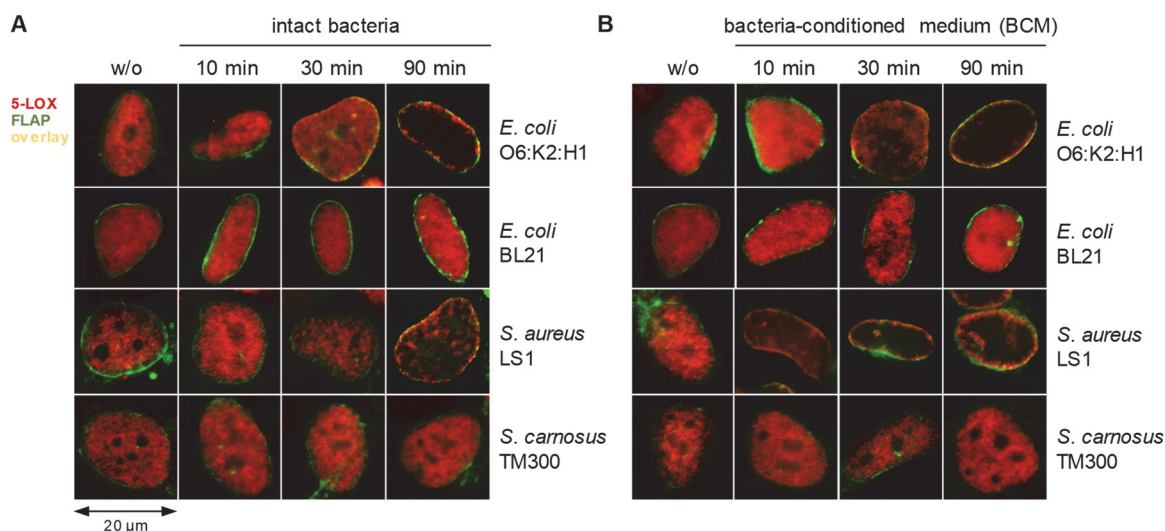 A
intact bacteria
w/o
10 min
30 min
90 min
5-LOX
FLAP
overlay
E. coli
O6:K2:H1
E. coli
BL21
S. aureus
LS1
S. carnosus
TM300
20 µm
B
bacteria-conditioned medium (BCM)
w/o
10 min
30 min
90 min
E. coli
O6:K2:H1
E. coli
BL21
S. aureus
LS1
S. carnosus
TM300